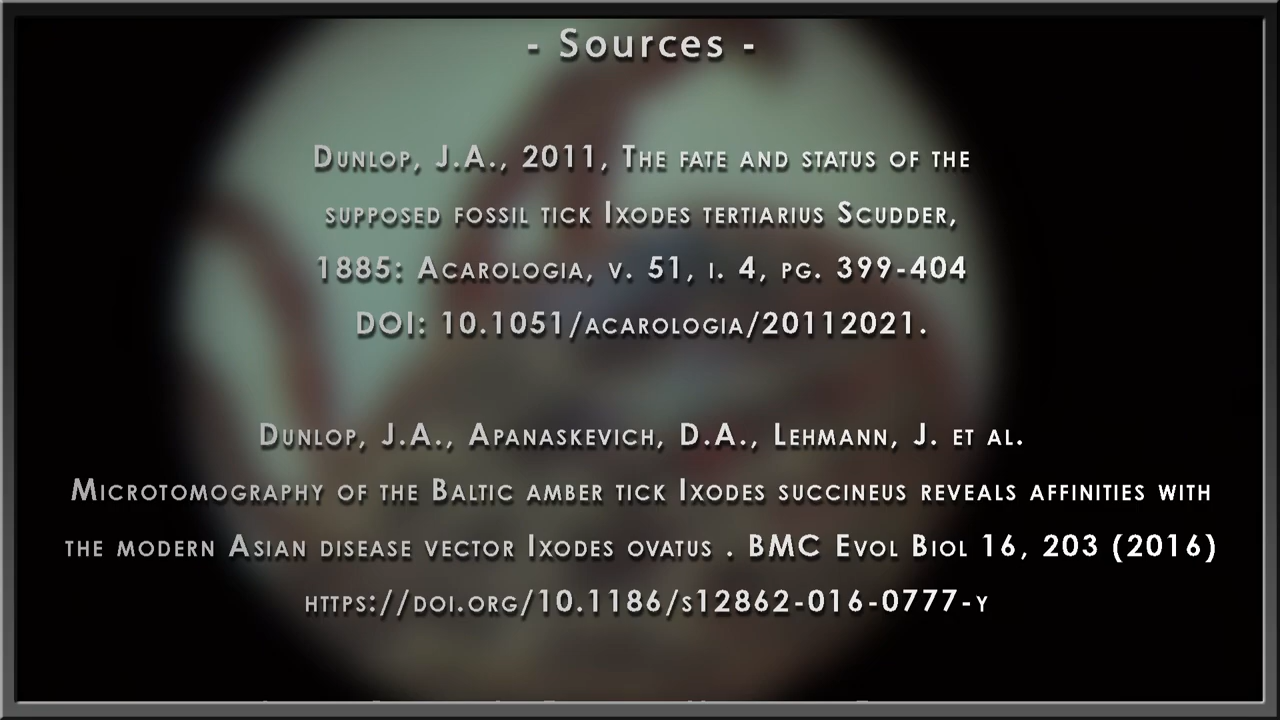 - Sources -
Dunlop, J.A., 2011, The fate and status of the
supposed fossil tick Ixodes tertiarius Scudder,
1885: Acarologia, v. 51, i. 4, pg. 399-404
DOI: 10.1051/acarologia/20112021.
Dunlop, J.A., Apanaskevich, D.A., Lehmann, J. et al.
Microtomography of the Baltic amber tick Ixodes succineus reveals affinities with
the modern Asian disease vector Ixodes ovatus . BMC Evol Biol 16, 203 (2016)
https://doi.org/10.1186/s12862-016-0777-y